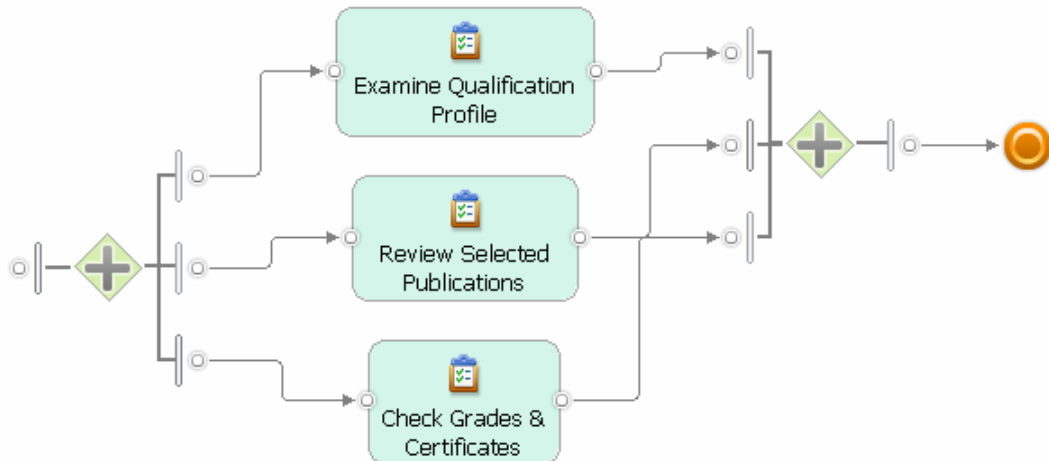 Examine Qualification
Profile
Review Selected
Publications
Check Grades &
Certificates